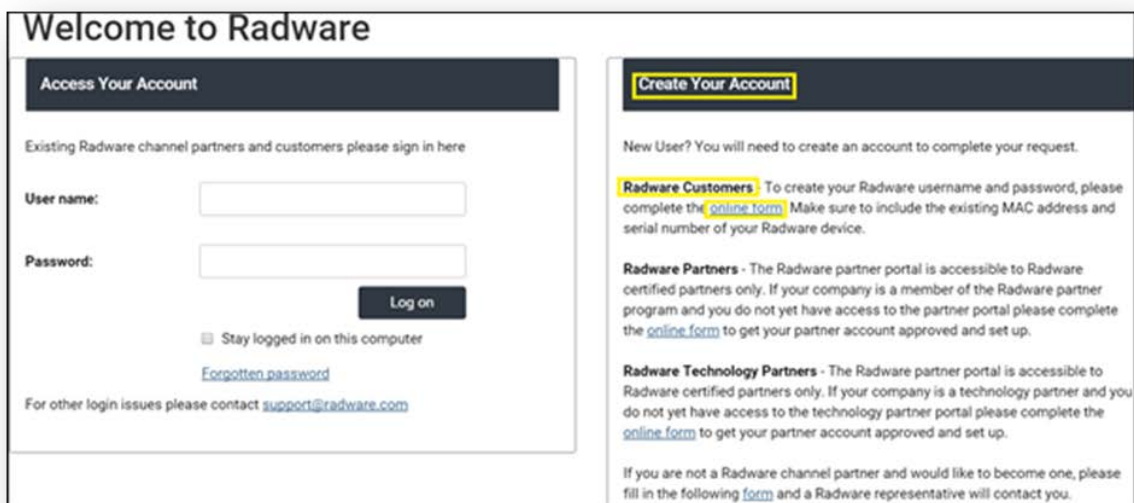 Welcome to Radware
Access Your Account
Existing Radware channel partners and customers please sign in here
User name:
Password:
Log on
Stay logged in on this computer
Forgotten password
For other login issues please contact support@radware.com
Create Your Account
New User? You will need to create an account to complete your request.
Radware Customers - To create your Radware username and password, please
complete the online form. Make sure to include the existing MAC address and
serial number of your Radware device.
Radware Partners - The Radware partner portal is accessible to Radware
certified partners only. If your company is a member of the Radware partner
program and you do not yet have access to the partner portal please complete
the online form to get your partner account approved and set up.
Radware Technology Partners - The Radware partner portal is accessible to
Radware certified partners only. If your company is a technology partner and you
do not yet have access to the technology partner portal please complete the
online form to get your partner account approved and set up.
If you are not a Radware channel partner and would like to become one, please
fill in the following form and a Radware representative will contact you.